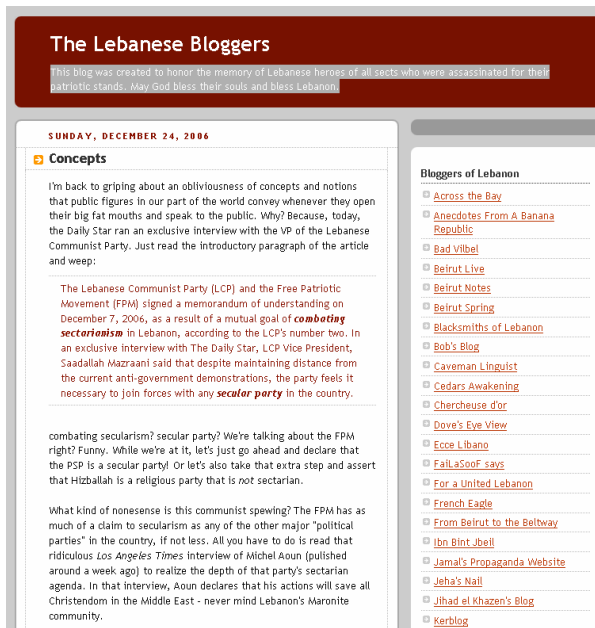 The Lebanese Bloggers
This blog was created to honor the memory of Lebanese heroes of all sects who were assassinated for their
patriotic stands. May God bless their souls and bless Lebanon.
SUNDAY, DECEMBER 24, 2006
Concepts
I'm back to griping about an obliviousness of concepts and notions
that public figures in our part of the world convey whenever they open
their big fat mouths and speak to the public. Why? Because, today,
the Daily Star ran an exclusive interview with the VP of the Lebanese
Communist Party. Just read the introductory paragraph of the article
and weep:
The Lebanese Communist Party (LCP) and the Free Patriotic
Movement (FPM) signed a memorandum of understanding on
December 7, 2006, as a result of a mutual goal of combating
sectarianism in Lebanon, according to the LCP's number two. In
an exclusive interview with The Daily Star, LCP Vice President,
Saadallah Mazraani said that despite maintaining distance from
the current anti-government demonstrations, the party feels it
necessary to join forces with any secular party in the country.
combating secularism? secular party? We're talking about the FPM
right? Funny. While we're at it, let's just go ahead and declare that
the PSP is a secular party! Or let's also take that extra step and assert
that Hizballah is a religious party that is not sectarian.
What kind of nonesense is this communist spewing? The FPM has as
much of a claim to secularism as any of the other major "political
parties" in the country, if not less. All you have to do is read that
ridiculous Los Angeles Times interview of Michel Aoun (pulished
around a week ago) to realize the depth of that party's sectarian
agenda. In that interview, Aoun declares that his actions will save all
Christendom in the Middle East - never mind Lebanon's Maronite
community.
Bloggers of Lebanon
Across the Bay
Anecdotes From A Banana
Republic
Bad Vilbel
Beirut Live
Beirut Notes
Beirut Spring
Blacksmiths of Lebanon
Bob's Blog
Caveman Linguist
Cedars Awakening
Chercheuse d'or
Dove's Eye View
Ecce Libano
FaiLaSooF says
For a United Lebanon
French Eagle
From Beirut to the Beltway
Ibn Bint Jbeil
Jamal's Propaganda Website
Jeha's Nail
Jihad el Khazen's Blog
Kerblog